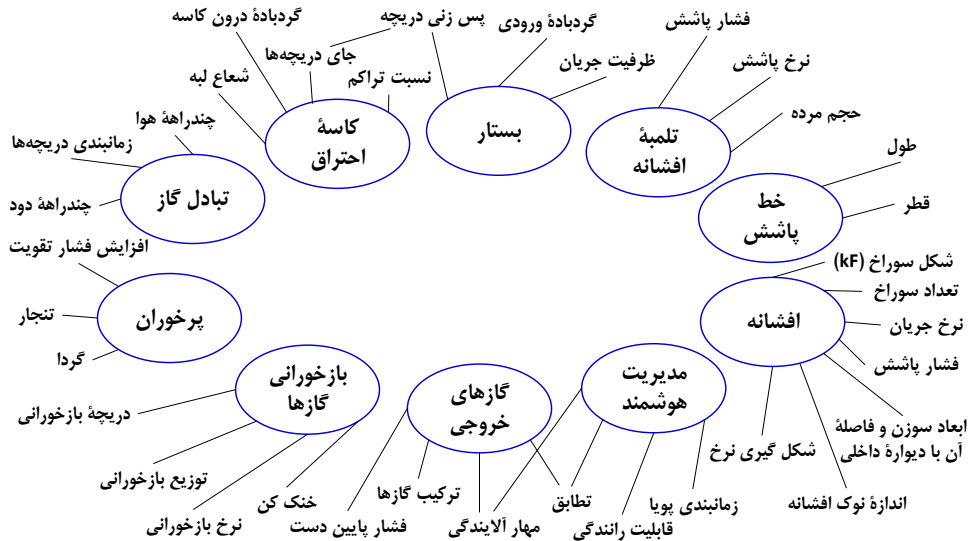 گردبادهٔ درون کاسه
پس زنی دریچه
گردبادهٔ ورودی
فشار پاشش
جای دریچه‌ها
ظرفیت جریان
نرخ پاشش
شعاع لبه
نسبت تراکم
حجم مرده
کاسهٔ
احتراق
بستار
تلمبهٔ
افشانه
چندراههٔ هوا
زمانبندی دریچه‌ها
طول
تبادل گاز
چندراههٔ دود
خط
پاشش
قطر
افزایش فشار تقویت
شکل سوراخ (kF)
تعداد سوراخ
پرخوران
تنجار
گردا
افشانه
نرخ جریان
فشار پاشش
بازخورانی
گازها
گازهای
خروجی
مدیریت
هوشمند
دریچهٔ بازخورانی
ابعاد سوزن و فاصلهٔ
آن با دیوارهٔ داخلی
شکل گیری نرخ
توزیع بازخورانی
خنک کن
ترکیب گازها
تطابق
زمانبندی پویا
اندازهٔ نوک افشانه
نرخ بازخورانی
فشار پایین دست
مهار آلایندگی
قابلیت رانندگی